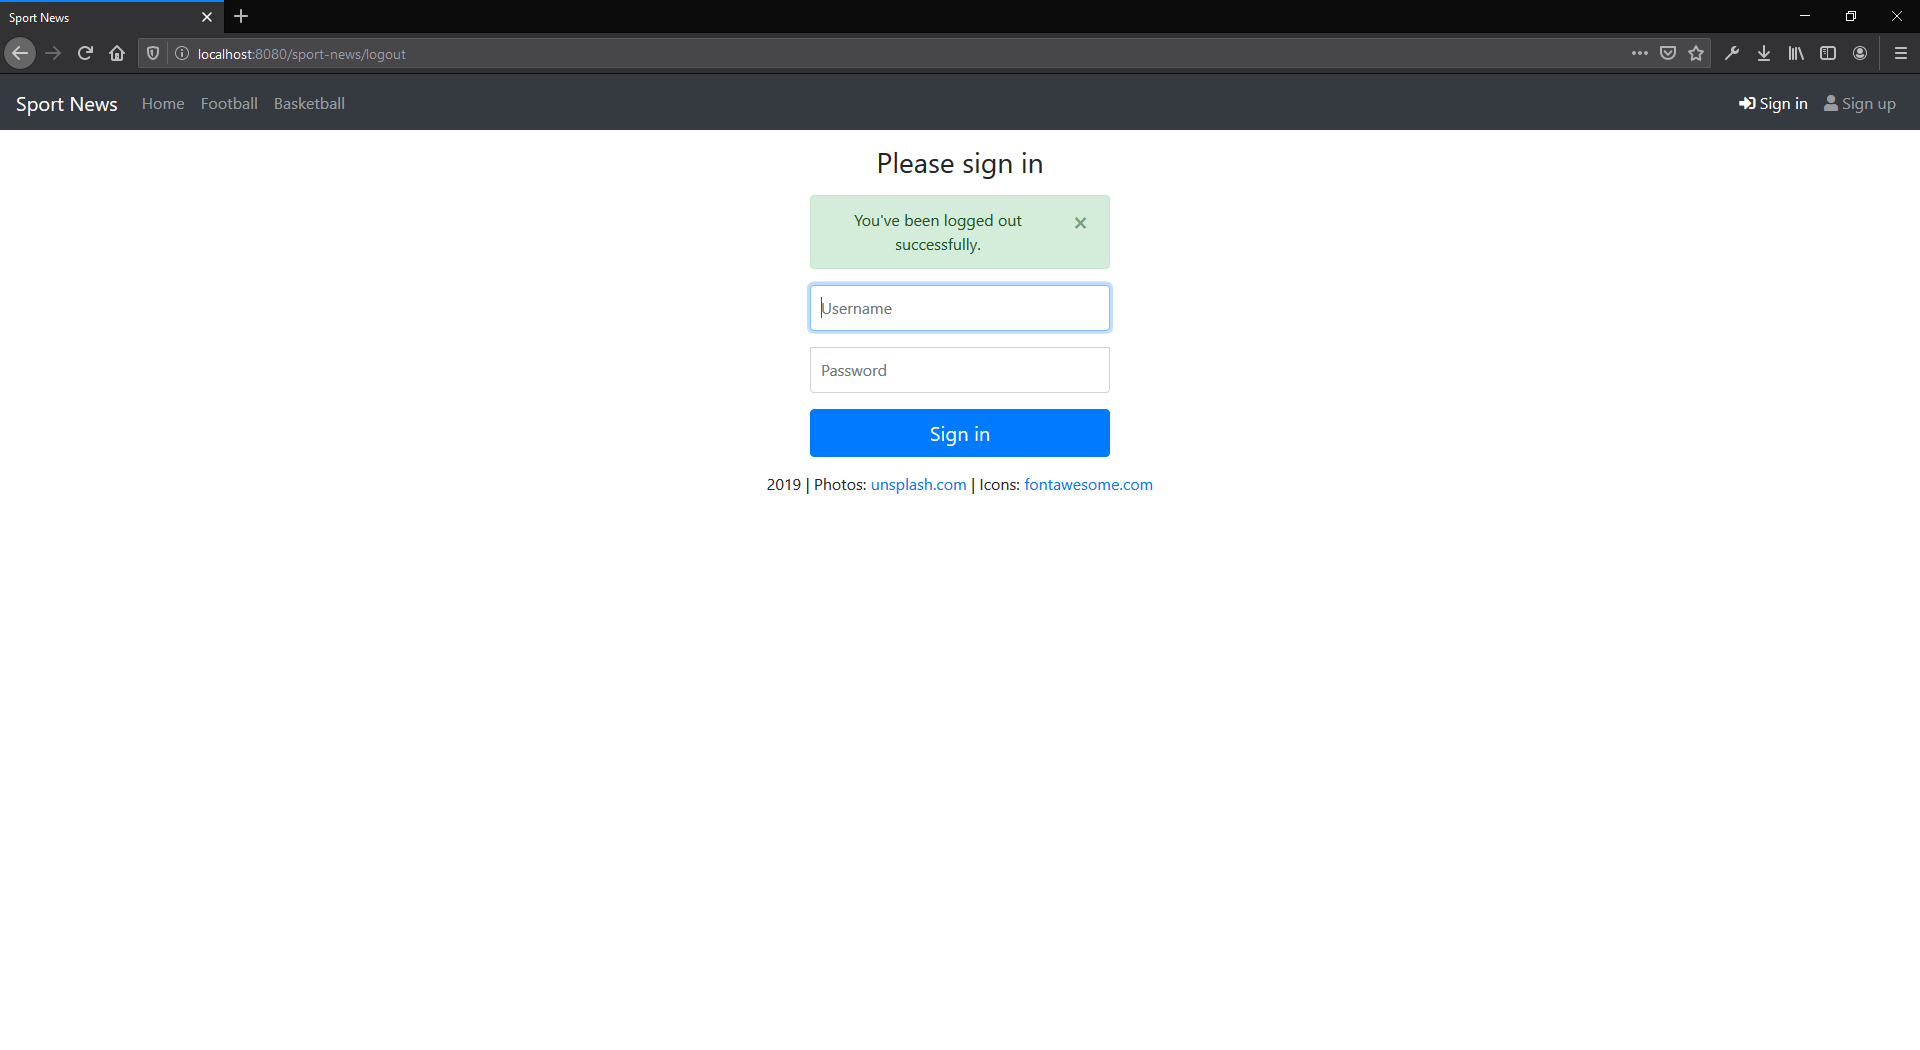 Sport News
localhost:8080/sport-news/logout
Sport News Home Football Basketball Sign in Sign up
Please sign in
You've been logged out
successfully.
×
Username
Password
Sign in
2019 | Photos: unsplash.com | Icons: fontawesome.com